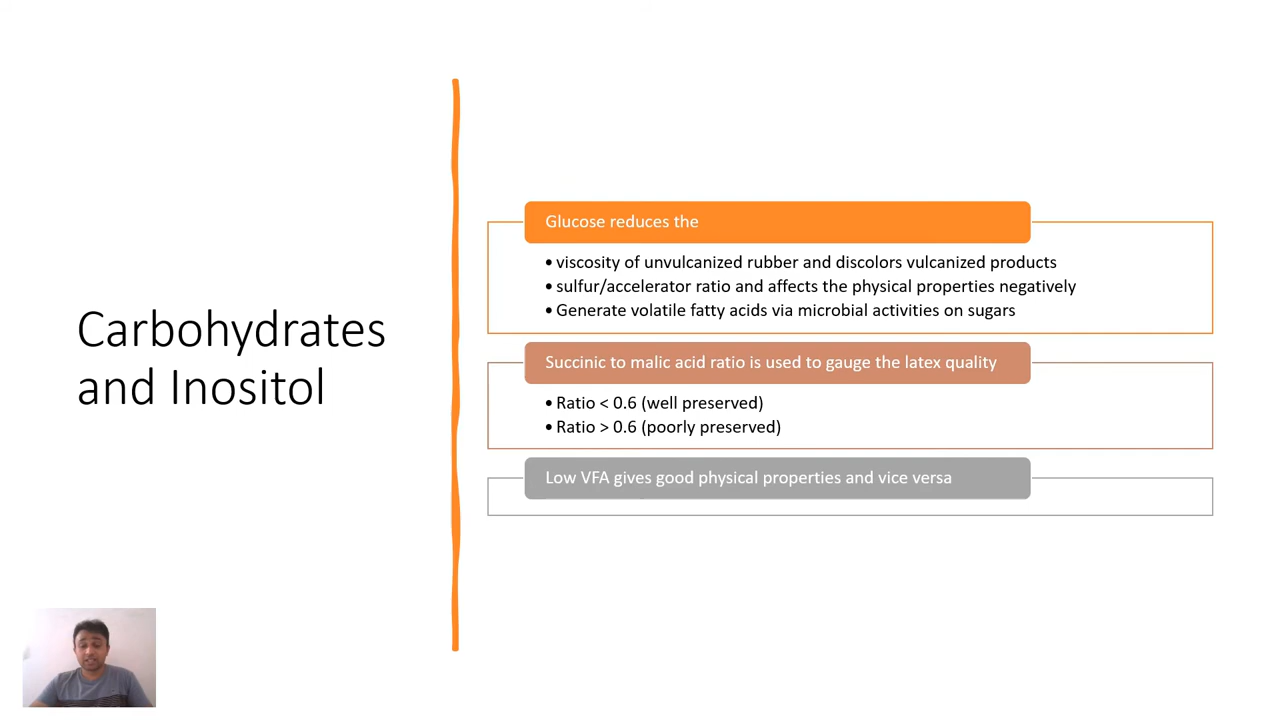 Carbohydrates
and Inositol
Glucose reduces the
• viscosity of unvulcanized rubber and discolors vulcanized products
• sulfur/accelerator ratio and affects the physical properties negatively
• Generate volatile fatty acids via microbial activities on sugars
Succinic to malic acid ratio is used to gauge the latex quality
• Ratio < 0.6 (well preserved)
• Ratio > 0.6 (poorly preserved)
Low VFA gives good physical properties and vice versa